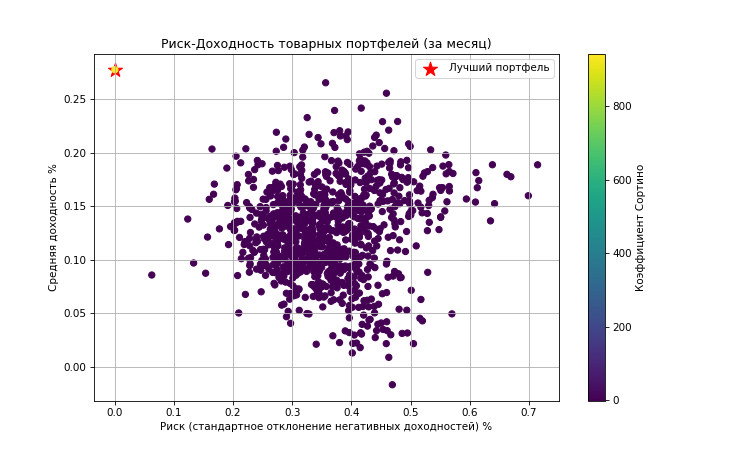 Риск-Доходность товарных портфелей (за месяц)
Лучший портфель
Средняя доходность %
0.25
0.20
0.15
0.10
0.05
0.00
0.0 0.1 0.2 0.3 0.4 0.5 0.6 0.7
Риск (стандартное отклонение негативных доходностей) %
800
600
400
200
0
Коэффициент Сортино